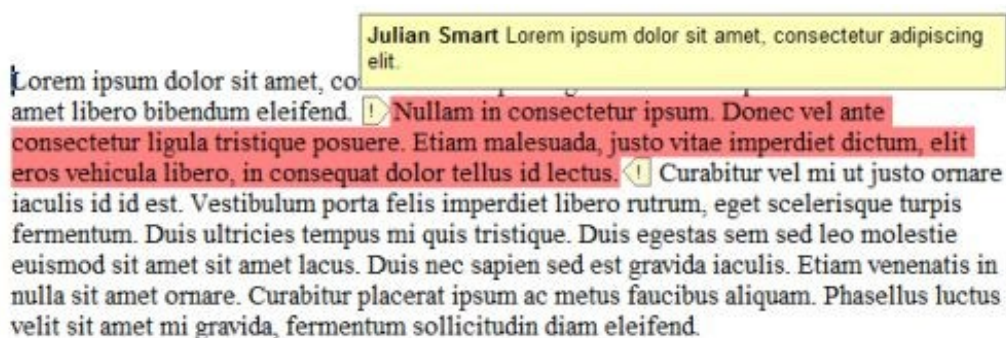 Julian Smart Lorem ipsum dolor sit amet, consectetur adipiscing
elit.
Lorem ipsum dolor sit amet,
amet libero bibendum eleifend. ! Nullam in consectetur ipsum. Donec vel ante
consectetur ligula tristique posuere. Etiam malesuada, justo vitae imperdiet dictum, elit
eros vehicula libero, in consequat dolor tellus id lectus. ! Curabitur vel mi ut justo ornare
iaculis id id est. Vestibulum porta felis imperdiet libero rutrum, eget scelerisque turpis
fermentum. Duis ultricies tempus mi quis tristique. Duis egestas sem sed leo molestie
euismod sit amet sit amet lacus. Duis nec sapien sed est gravida iaculis. Etiam venenatis in
nulla sit amet ornare. Curabitur placerat ipsum ac metus faucibus aliquam. Phasellus luctus
velit sit amet mi gravida, fermentum sollicitudin diam eleifend.